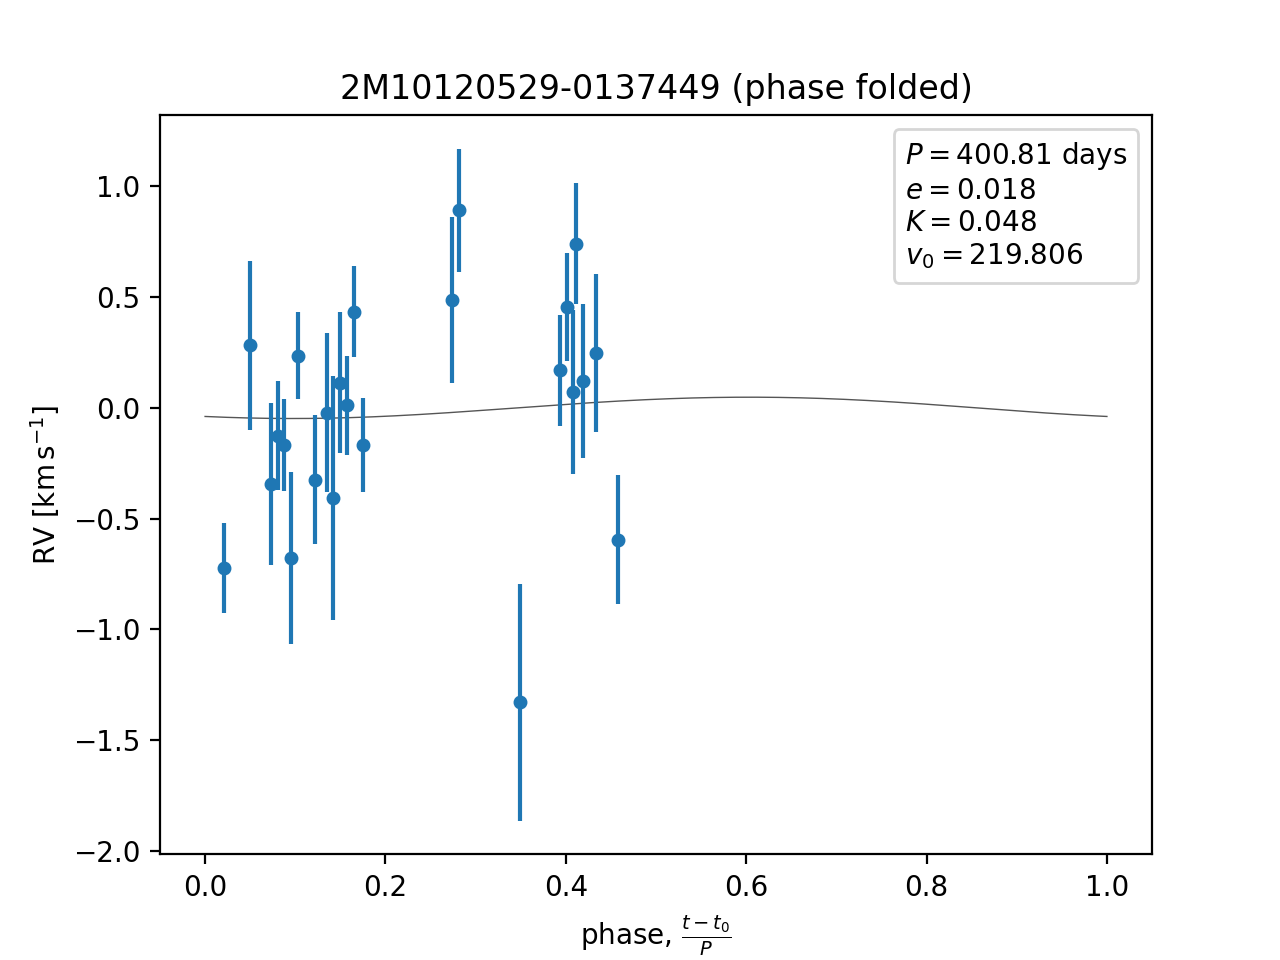 2M10120529-0137449 (phase folded)
P = 400.81 days
e = 0.018
K = 0.048
v₀ = 219.806
1.0
0.5
0.0
−0.5
−1.0
−1.5
−2.0
RV [km s⁻¹]
0.0 0.2 0.4 0.6 0.8 1.0
phase, (t − t₀)/P